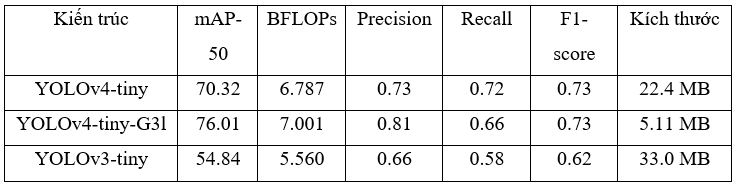 Kiến trúc mAP-50 BFLOPs Precision Recall F1-score Kích thước
YOLOv4-tiny 70.32 6.787 0.73 0.72 0.73 22.4 MB
YOLOv4-tiny-G3l 76.01 7.001 0.81 0.66 0.73 5.11 MB
YOLOv3-tiny 54.84 5.560 0.66 0.58 0.62 33.0 MB